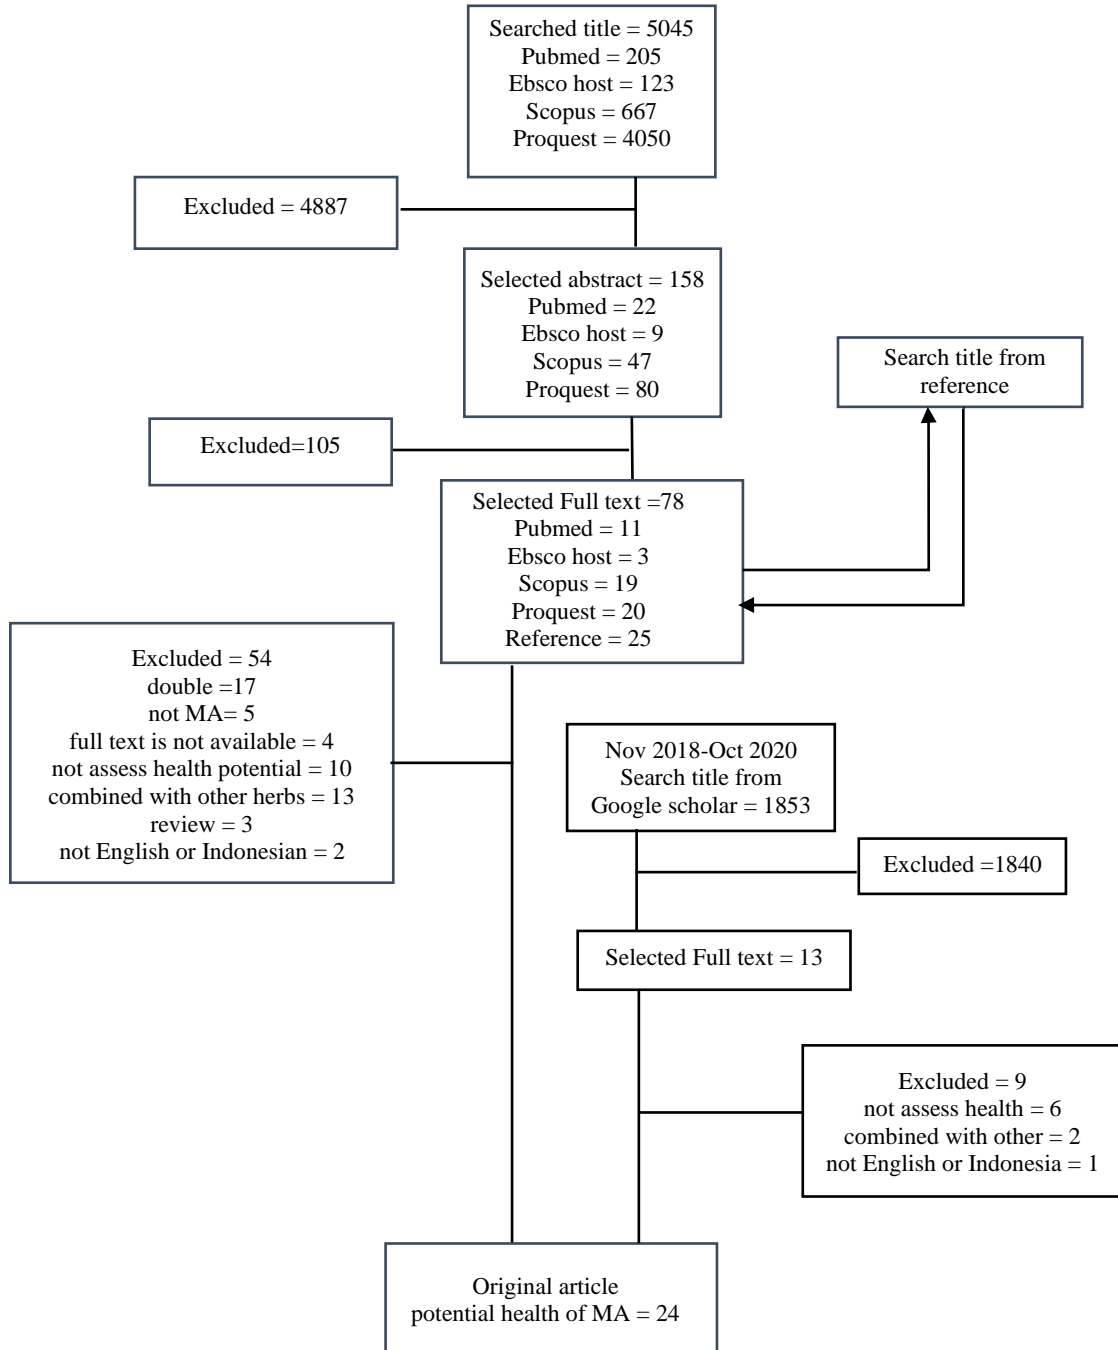 Searched title = 5045
Pubmed = 205
Ebsco host = 123
Scopus = 667
Proquest = 4050
Excluded = 4887
Selected abstract = 158
Pubmed = 22
Ebsco host = 9
Scopus = 47
Proquest = 80
Search title from
reference
Excluded=105
Selected Full text =78
Pubmed = 11
Ebsco host = 3
Scopus = 19
Proquest = 20
Reference = 25
Excluded = 54
double =17
not MA= 5
full text is not available = 4
not assess health potential = 10
combined with other herbs = 13
review = 3
not English or Indonesian = 2
Nov 2018-Oct 2020
Search title from
Google scholar = 1853
Excluded =1840
Selected Full text = 13
Excluded = 9
not assess health = 6
combined with other = 2
not English or Indonesia = 1
Original article
potential health of MA = 24